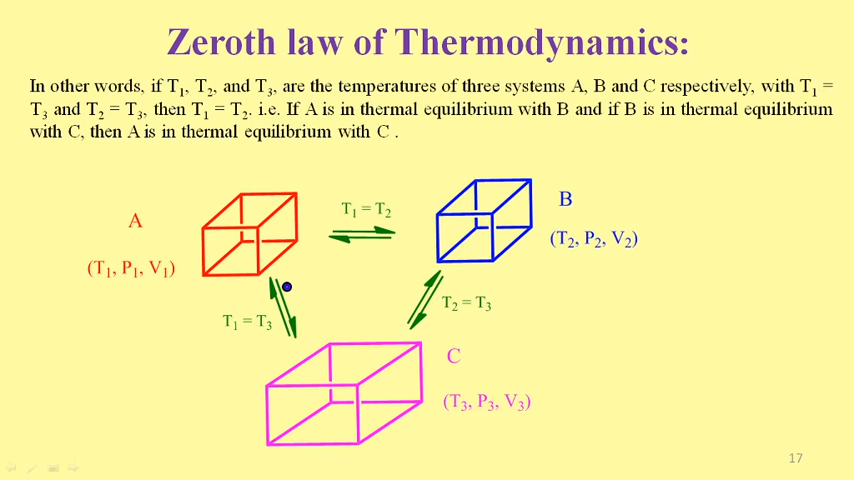 Zeroth law of Thermodynamics:
In other words, if T₁, T₂, and T₃, are the temperatures of three systems A, B and C respectively, with T₁ =
T₃ and T₂ = T₃, then T₁ = T₂. i.e. If A is in thermal equilibrium with B and if B is in thermal equilibrium
with C, then A is in thermal equilibrium with C .
A
T₁ = T₂
B
(T₁, P₁, V₁)
(T₂, P₂, V₂)
T₁ = T₃
T₂ = T₃
C
(T₃, P₃, V₃)
17